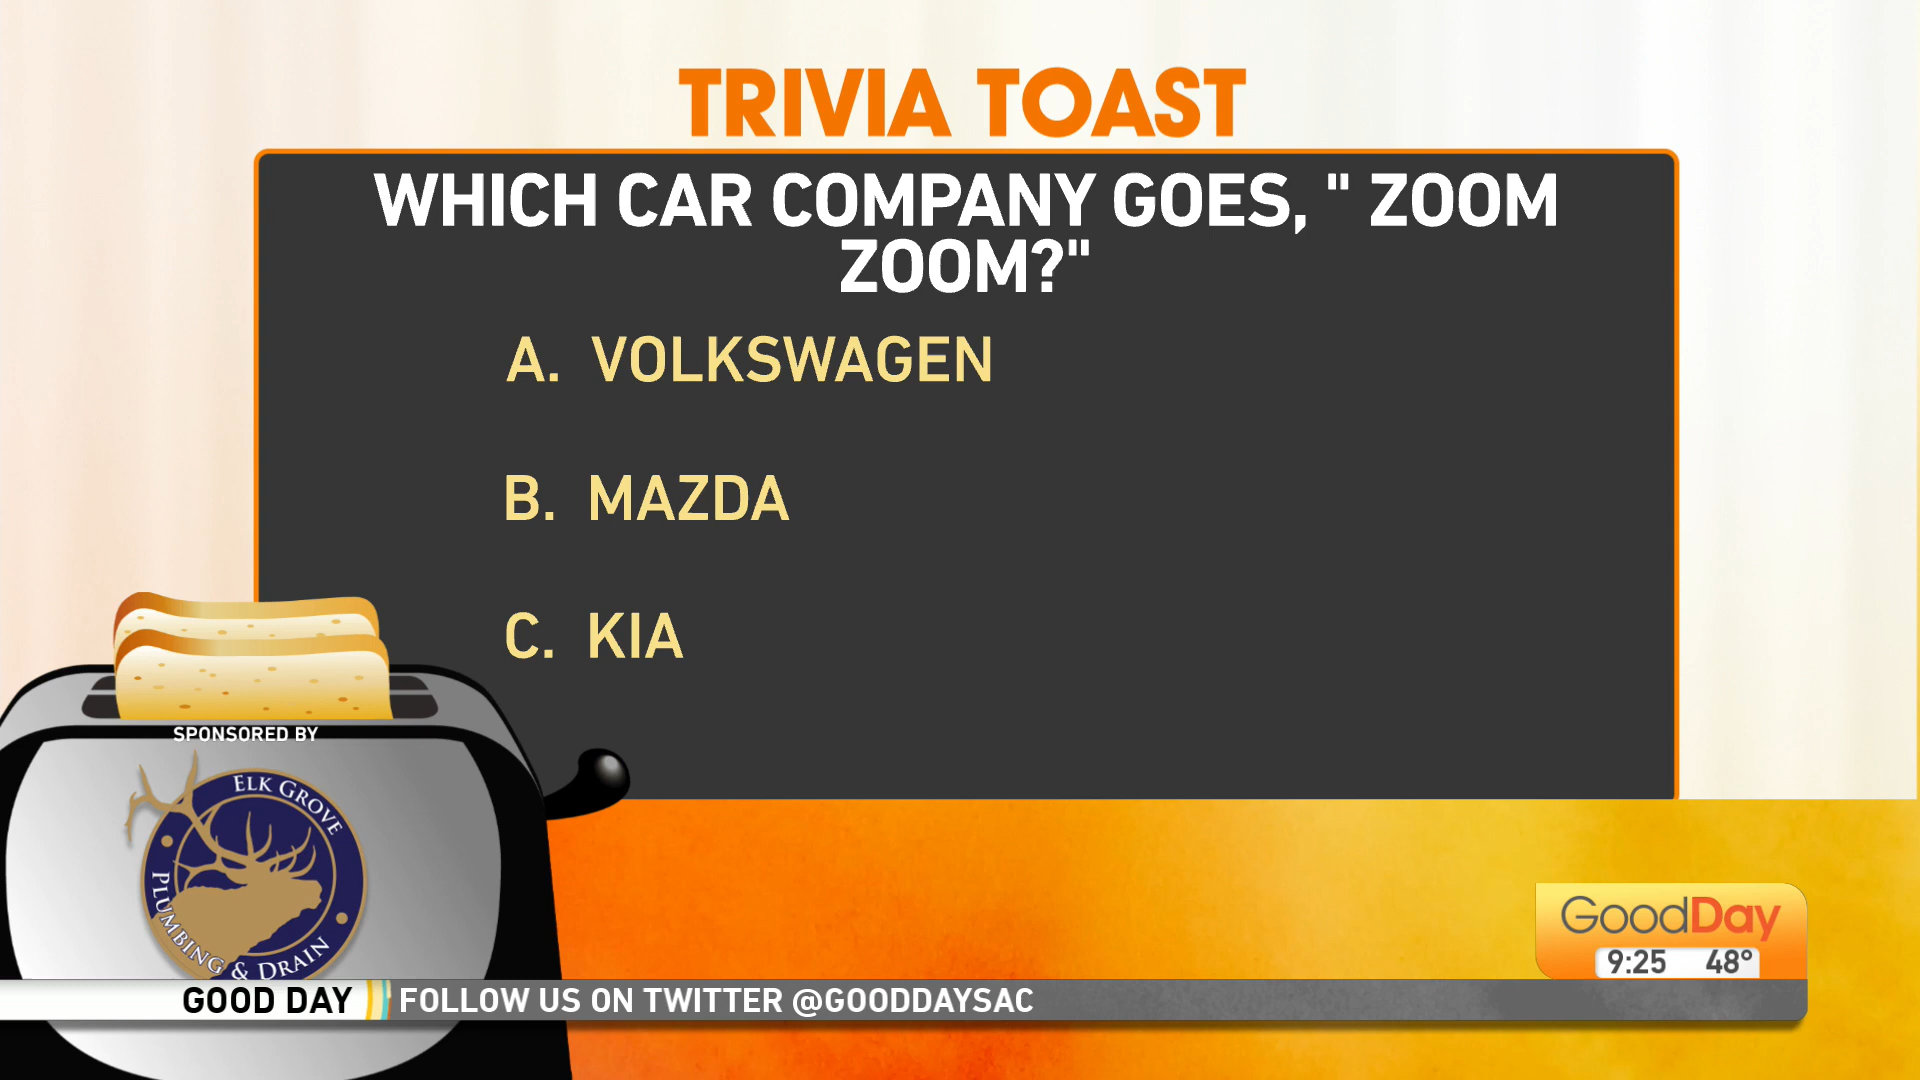 TRIVIA TOAST
WHICH CAR COMPANY GOES, " ZOOM
ZOOM?"
A. VOLKSWAGEN
B. MAZDA
C. KIA
SPONSORED BY
ELK GROVE
PLUMBING & DRAIN
GoodDay
9:25 48°
GOOD DAY FOLLOW US ON TWITTER @GOODDAYSAC